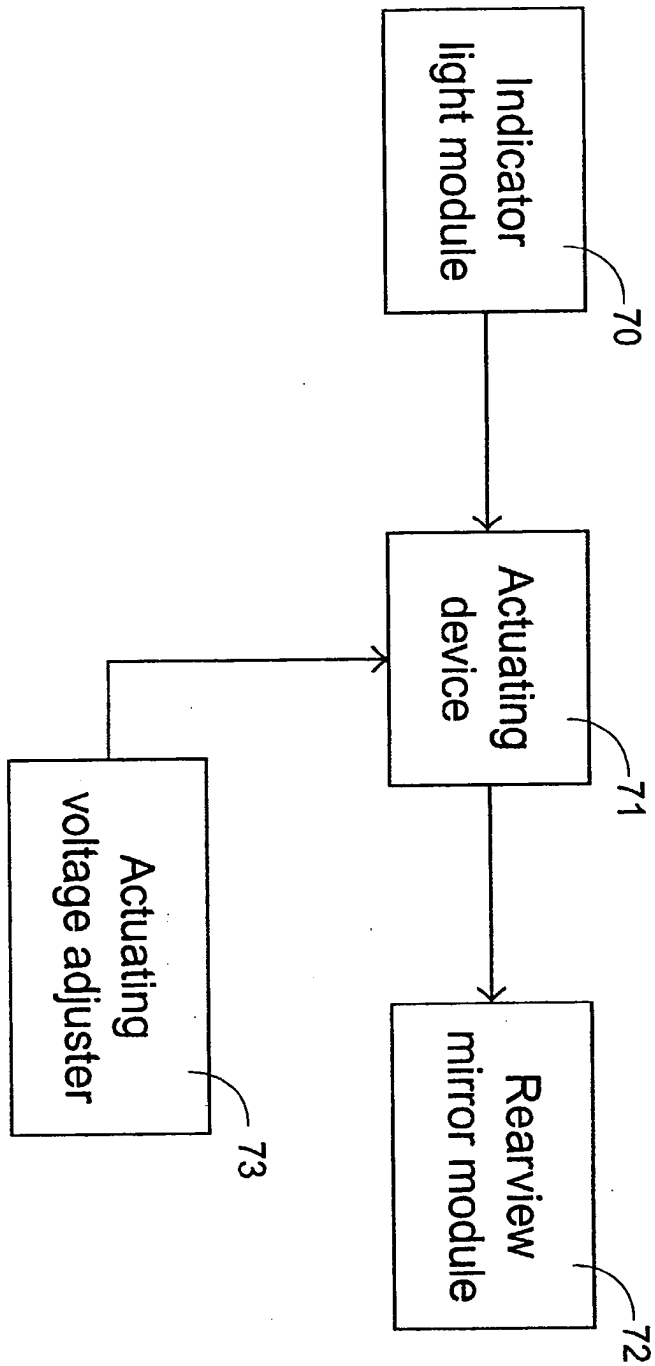 Indicator
light module
70
Actuating
device
71
Rearview
mirror module
72
Actuating
voltage adjuster
73